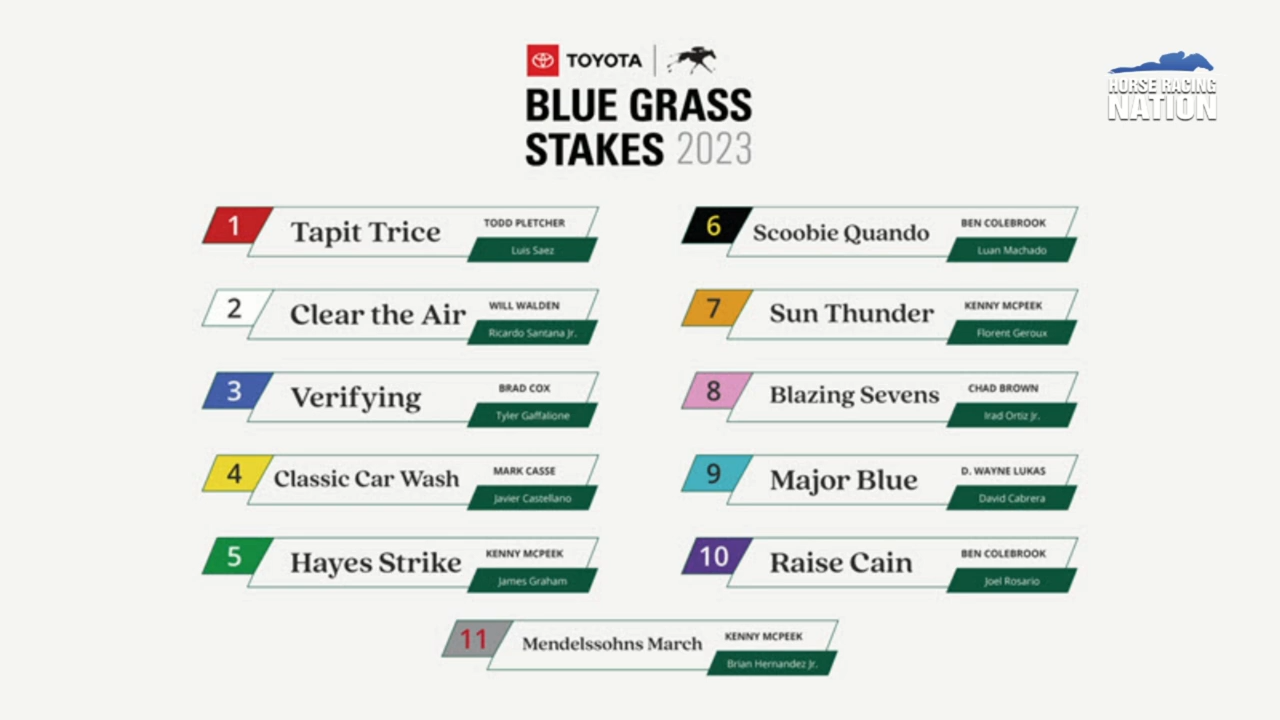 TOYOTA
BLUE GRASS
STAKES 2023
HORSE RACING
NATION
1
Tapit Trice
TODD PLETCHER
Luis Saez
2
Clear the Air
WILL WALDEN
Ricardo Santana Jr.
3
Verifying
BRAD COX
Tyler Gaffalione
4
Classic Car Wash
MARK CASSE
Javier Castellano
5
Hayes Strike
KENNY MCPEEK
James Graham
6
Scoobie Quando
BEN COLEBROOK
Luan Machado
7
Sun Thunder
KENNY MCPEEK
Florent Geroux
8
Blazing Sevens
CHAD BROWN
Irad Ortiz Jr.
9
Major Blue
D. WAYNE LUKAS
David Cabrera
10
Raise Cain
BEN COLEBROOK
Joel Rosario
11
Mendelssohns March
KENNY MCPEEK
Brian Hernandez Jr.